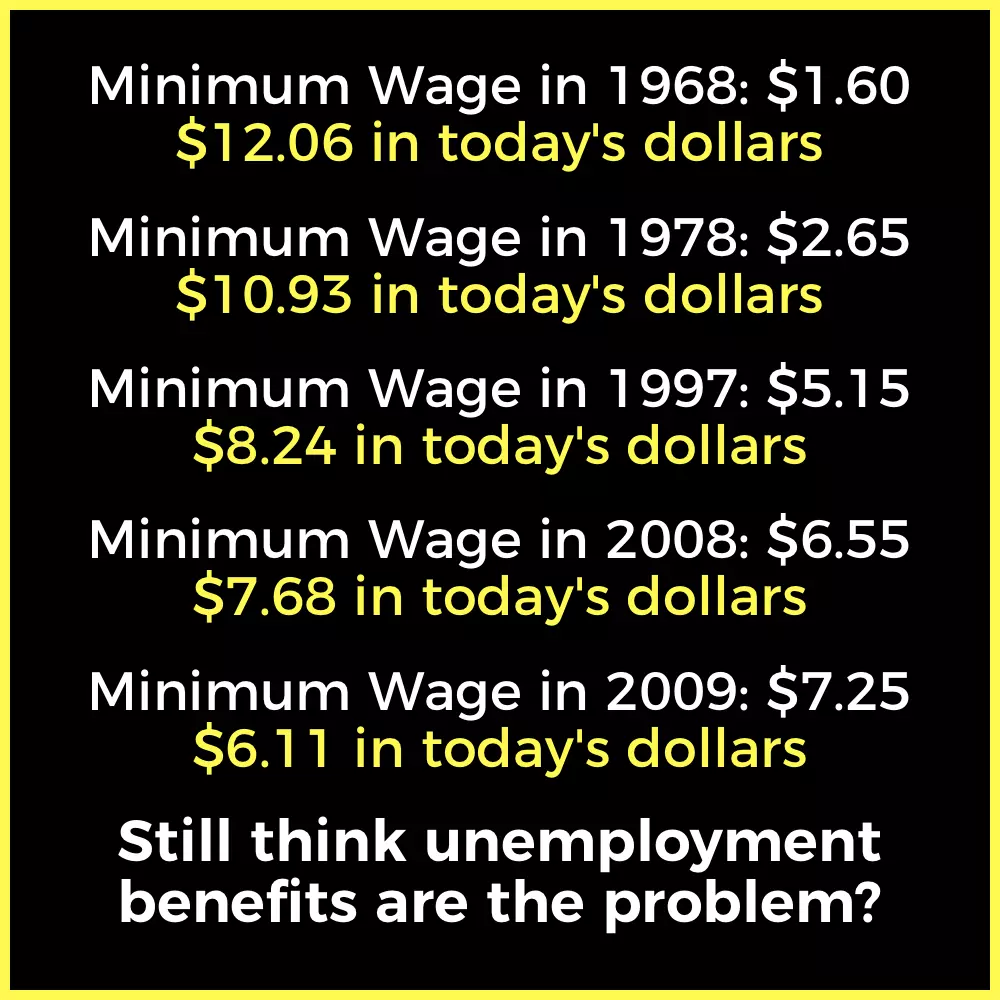 Minimum Wage in 1968: $1.60
$12.06 in today's dollars
Minimum Wage in 1978: $2.65
$10.93 in today's dollars
Minimum Wage in 1997: $5.15
$8.24 in today's dollars
Minimum Wage in 2008: $6.55
$7.68 in today's dollars
Minimum Wage in 2009: $7.25
$6.11 in today's dollars
Still think unemployment
benefits are the problem?